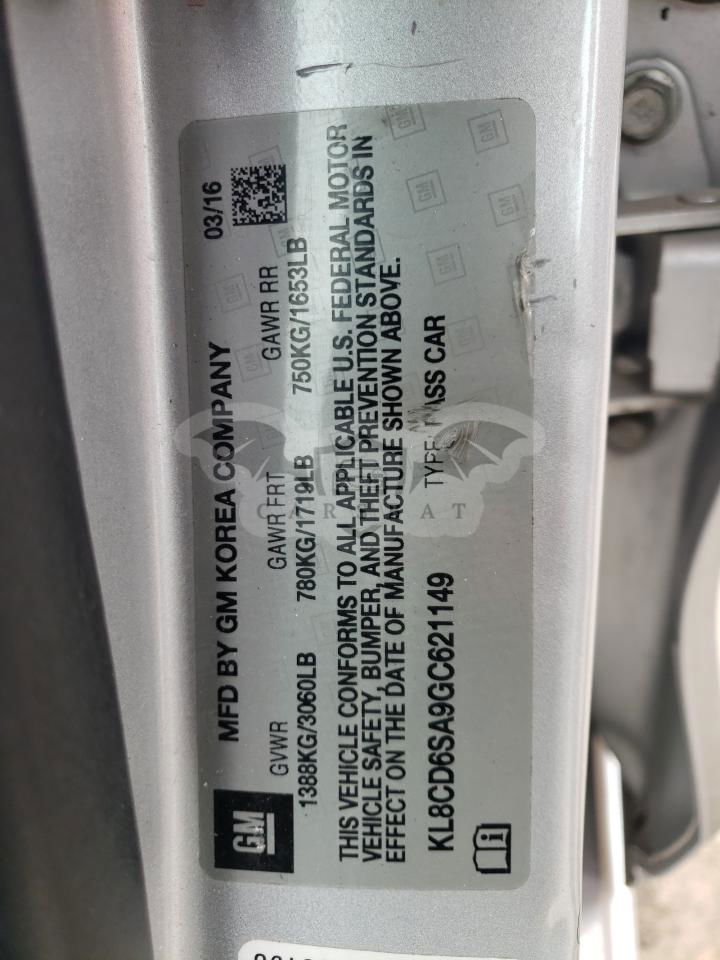 GM
MFD BY GM KOREA COMPANY 03/16
GVWR GAWR FRT GAWR RR
1388KG/3060LB 780KG/1719LB 750KG/1653LB
THIS VEHICLE CONFORMS TO ALL APPLICABLE U.S. FEDERAL MOTOR
VEHICLE SAFETY, BUMPER, AND THEFT PREVENTION STANDARDS IN
EFFECT ON THE DATE OF MANUFACTURE SHOWN ABOVE.
KL8CD6SA9GC621149 TYPE: PASS CAR